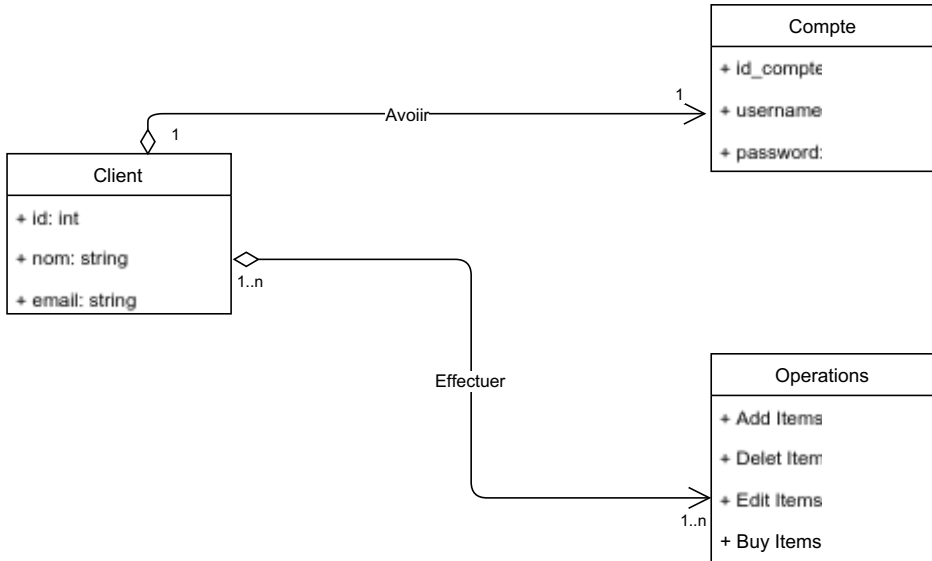 Compte
+ id_compte
+ username
+ password:
1
Avoiir
1
Client
+ id: int
+ nom: string
+ email: string
1..n
Effectuer
1..n
Operations
+ Add Items
+ Delet Item
+ Edit Items
+ Buy Items